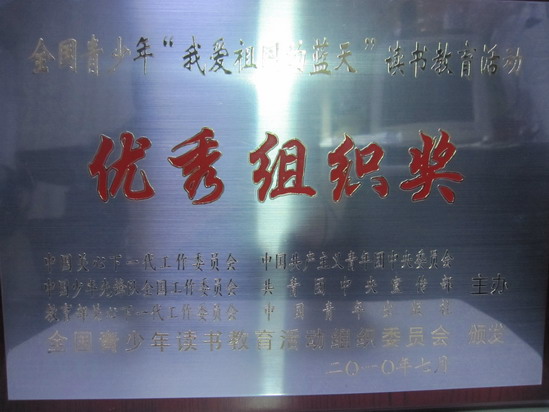 全国青少年“我爱祖国的蓝天”读书教育活动
优秀组织奖
中国关心下一代工作委员会 中国共产主义青年团中央委员会
中国少年先锋队全国工作委员会 共青团中央宣传部 主办
教育部关心下一代工作委员会 中国青年出版社
全国青少年读书教育活动组织委员会 颁发
二〇一〇年七月